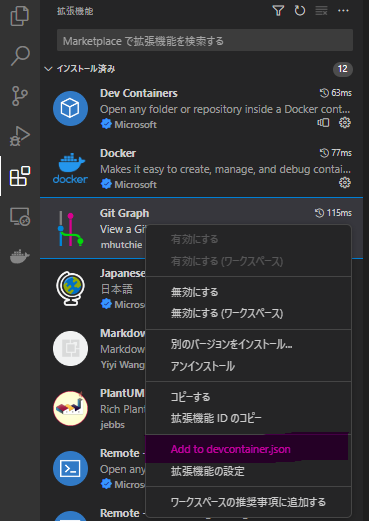 拡張機能
Marketplace で拡張機能を検索する
インストール済み 12
Dev Containers 63ms
Open any folder or repository inside a Docker cont...
Microsoft
Docker 77ms
Makes it easy to create, manage, and debug contai...
docker Microsoft
Git Graph 115ms
View a Gi
mhutchie
有効にする
有効にする (ワークスペース)
無効にする
無効にする (ワークスペース)
別のバージョンをインストール...
アンインストール
コピーする
拡張機能 ID のコピー
Add to devcontainer.json
拡張機能の設定
ワークスペースの推奨事項に追加する
Japanese
日本語
Micros
Markdow
Markdow
Yiyi Wang
PlantUM
Rich Plant
jebbs
Remote -
Open any
Micros
Remote -